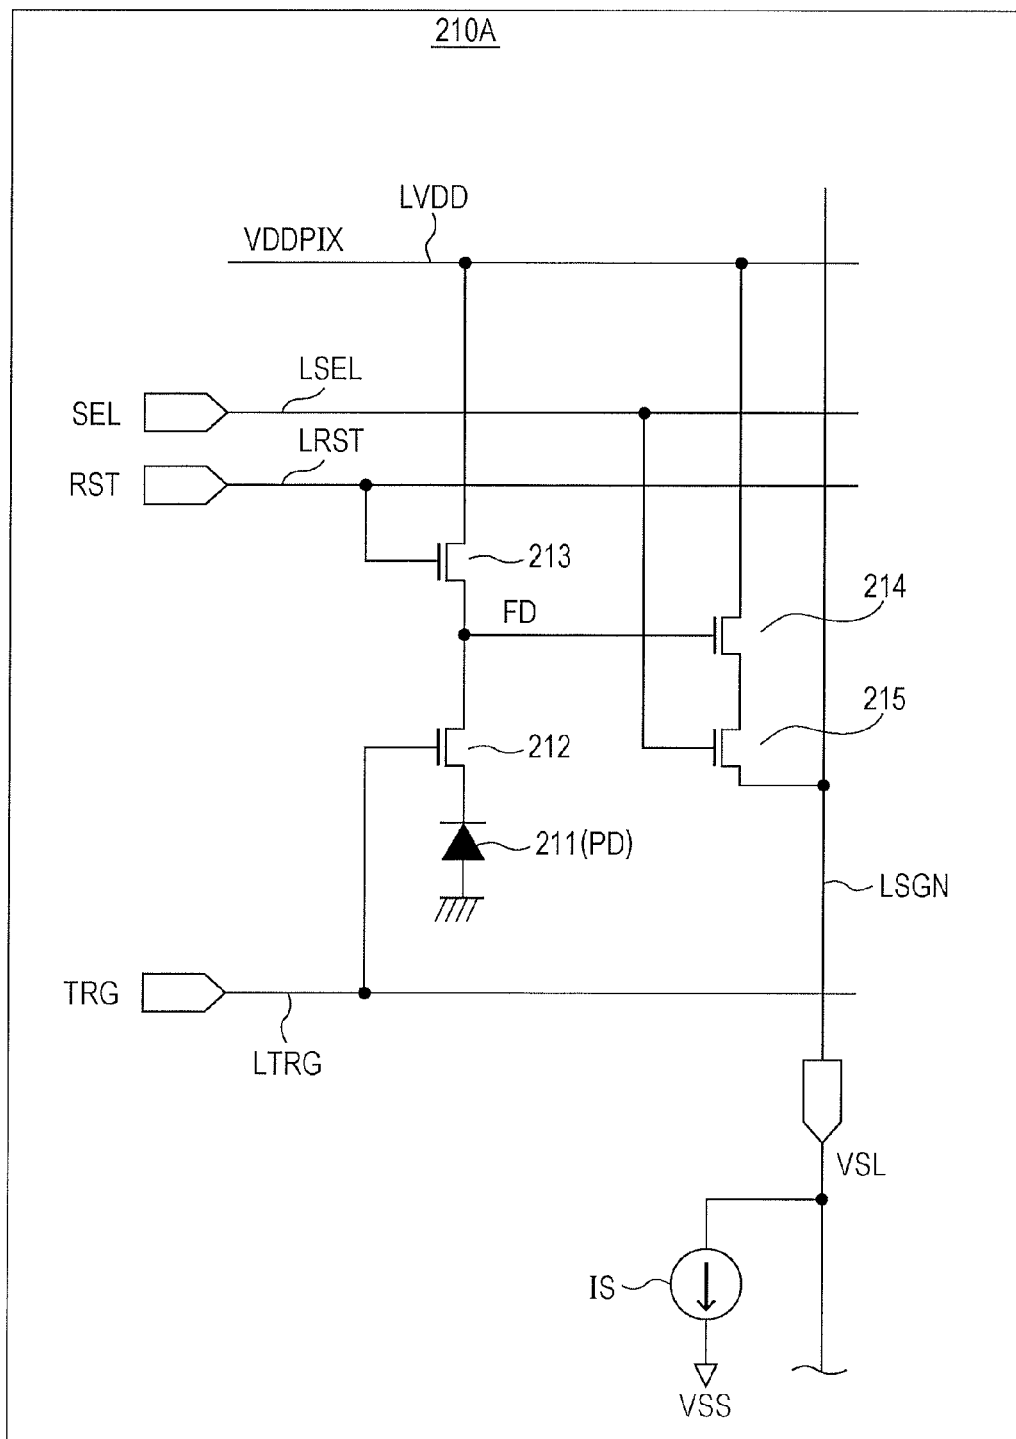 210A
LVDD
VDDPIX
LSEL
SEL
LRST
RST
213
214
FD
215
212
211(PD)
LSGN
TRG
LTRG
VSL
IS
VSS